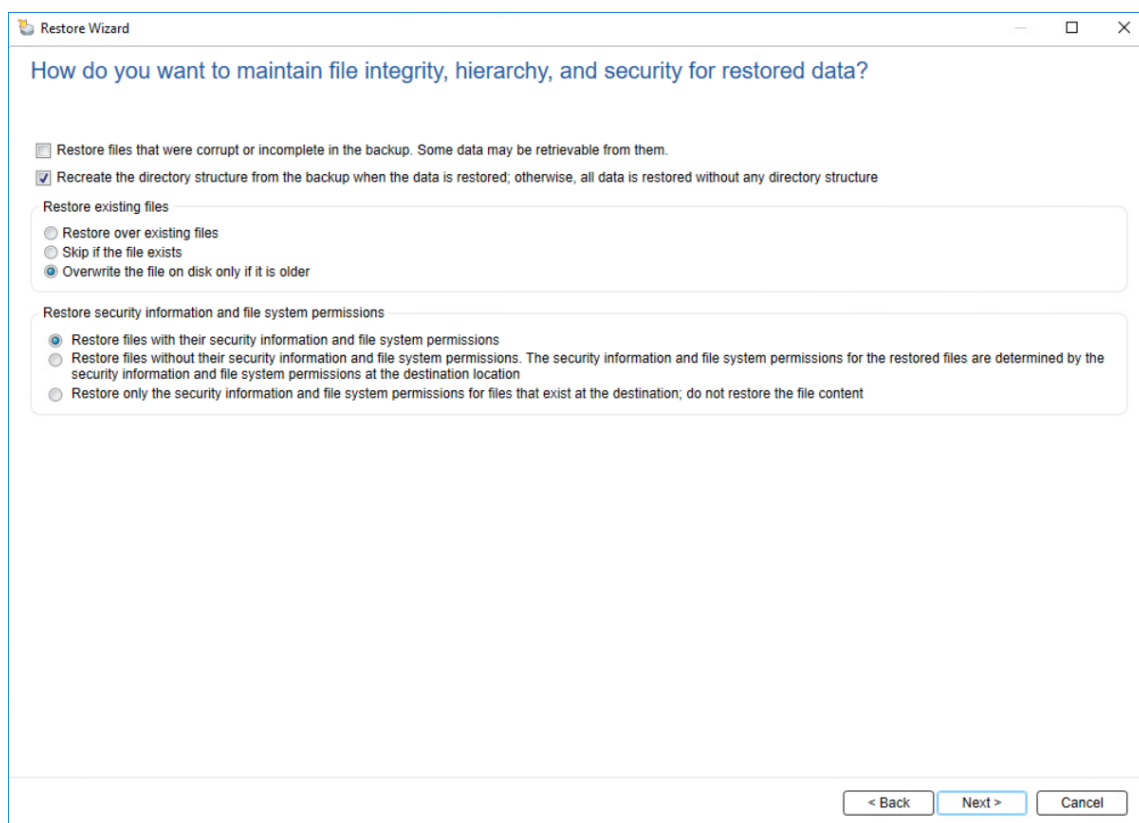 Restore Wizard
How do you want to maintain file integrity, hierarchy, and security for restored data?
Restore files that were corrupt or incomplete in the backup. Some data may be retrievable from them.
Recreate the directory structure from the backup when the data is restored; otherwise, all data is restored without any directory structure
Restore existing files
Restore over existing files
Skip if the file exists
Overwrite the file on disk only if it is older
Restore security information and file system permissions
Restore files with their security information and file system permissions
Restore files without their security information and file system permissions. The security information and file system permissions for the restored files are determined by the
security information and file system permissions at the destination location
Restore only the security information and file system permissions for files that exist at the destination; do not restore the file content
< Back Next > Cancel